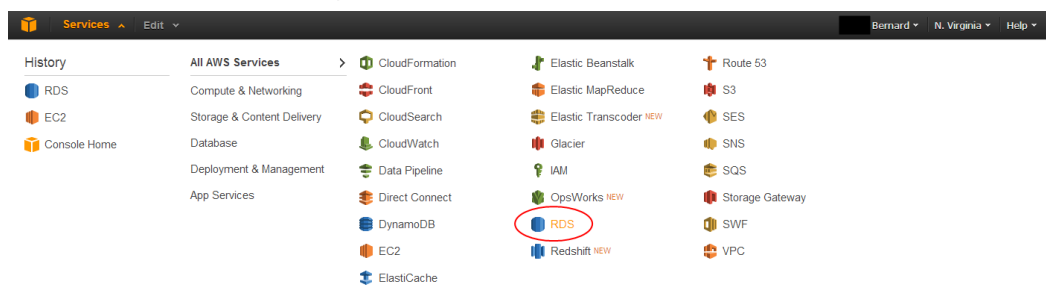 Services Edit Bernard N. Virginia Help
History
RDS
EC2
Console Home
All AWS Services
Compute & Networking
Storage & Content Delivery
Database
Deployment & Management
App Services
CloudFormation
CloudFront
CloudSearch
CloudWatch
Data Pipeline
Direct Connect
DynamoDB
EC2
ElastiCache
Elastic Beanstalk
Elastic MapReduce
Elastic Transcoder NEW
Glacier
IAM
OpsWorks NEW
RDS
Redshift NEW
Route 53
S3
SES
SNS
SQS
Storage Gateway
SWF
VPC